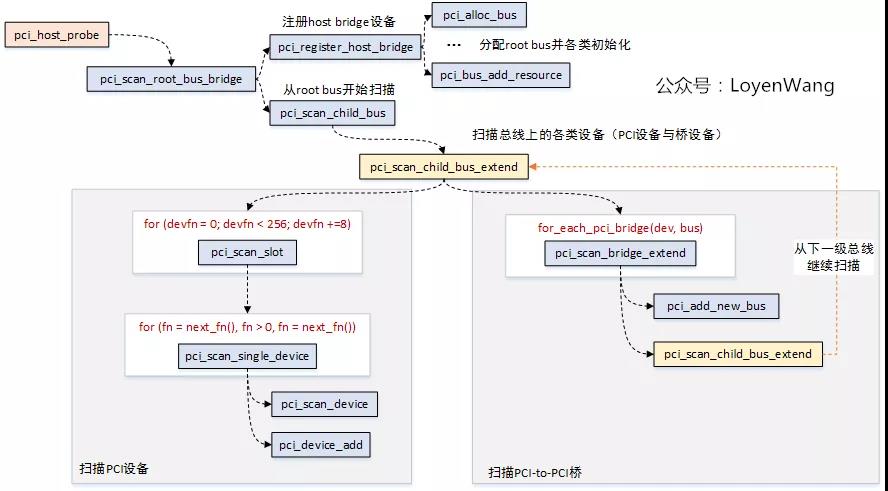 pci_host_probe
注册host bridge设备
pci_alloc_bus
pci_register_host_bridge
... 分配root bus并各类初始化
pci_scan_root_bus_bridge
pci_bus_add_resource
从root bus开始扫描
公众号：LoyenWang
pci_scan_child_bus
扫描总线上的各类设备（PCI设备与桥设备）
pci_scan_child_bus_extend
for (devfn = 0; devfn < 256; devfn +=8)
pci_scan_slot
for (fn = next_fn(), fn > 0, fn = next_fn())
pci_scan_single_device
pci_scan_device
pci_device_add
扫描PCI设备
for_each_pci_bridge(dev, bus)
pci_scan_bridge_extend
从下一级总线
继续扫描
pci_add_new_bus
pci_scan_child_bus_extend
扫描PCI-to-PCI桥